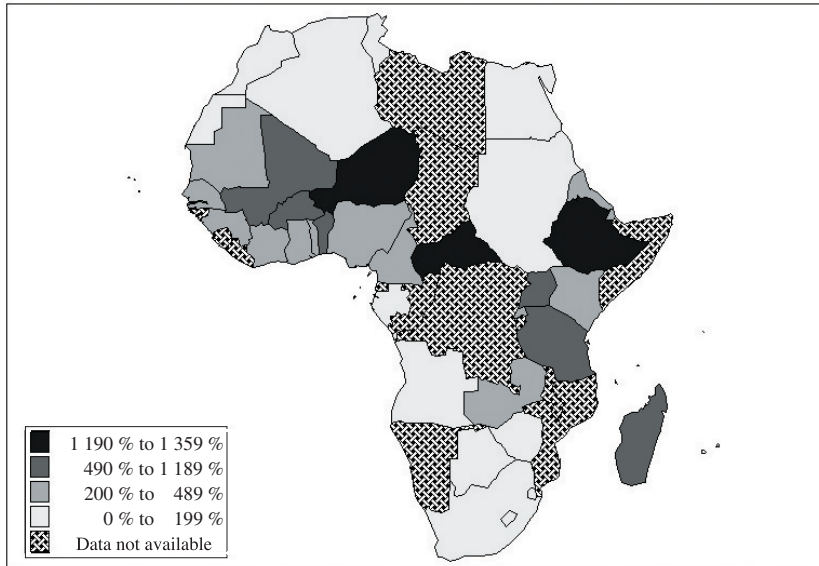 1 190 % to 1 359 %
490 % to 1 189 %
200 % to 489 %
0 % to 199 %
Data not available